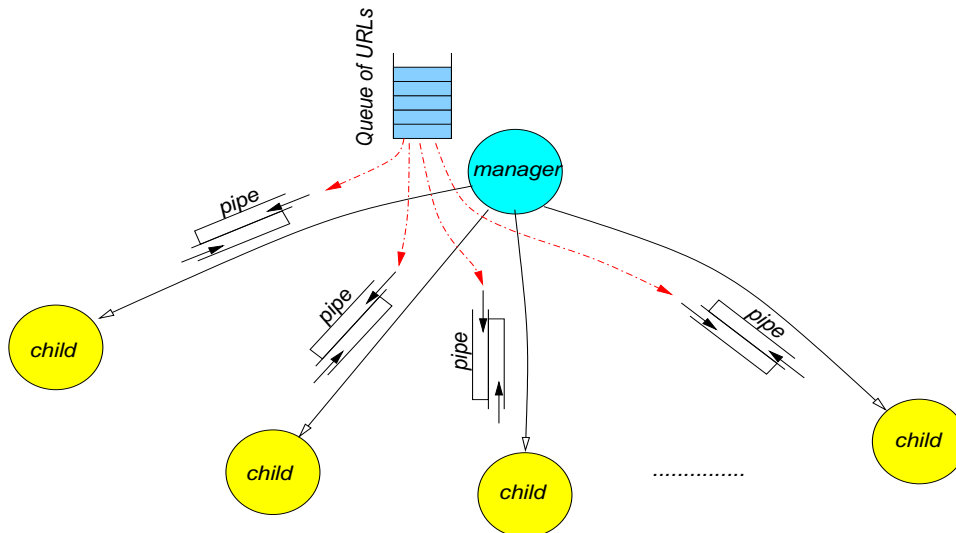 Queue of URLs
manager
pipe
pipe
pipe
pipe
child
child
child
child
...............